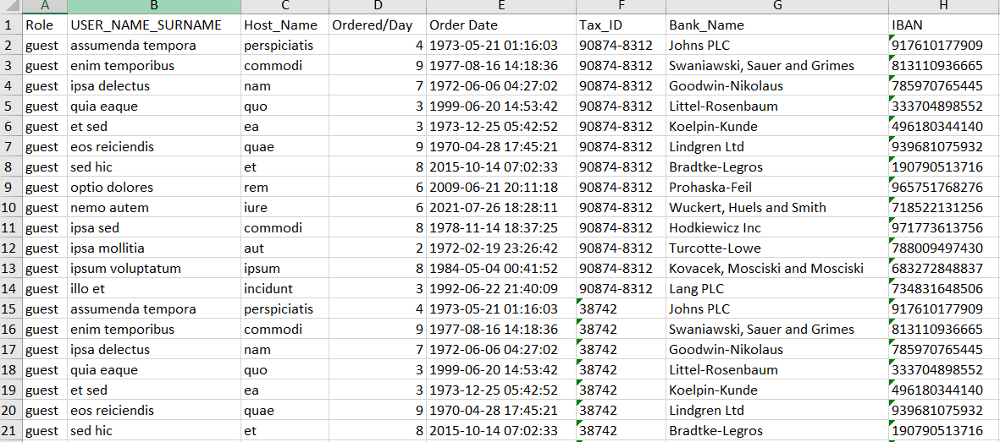 A B C D E F G H
1 Role USER_NAME_SURNAME Host_Name Ordered/Day Order Date Tax_ID Bank_Name IBAN
2 guest assumenda tempora perspiciatis 4 1973-05-21 01:16:03 90874-8312 Johns PLC 917610177909
3 guest enim temporibus commodi 9 1977-08-16 14:18:36 90874-8312 Swaniawski, Sauer and Grimes 813110936665
4 guest ipsa delectus nam 7 1972-06-06 04:27:02 90874-8312 Goodwin-Nikolaus 785970765445
5 guest quia eaque quo 3 1999-06-20 14:53:42 90874-8312 Littel-Rosenbaum 333704898552
6 guest et sed ea 3 1973-12-25 05:42:52 90874-8312 Koelpin-Kunde 496180344140
7 guest eos reiciendis quae 9 1970-04-28 17:45:21 90874-8312 Lindgren Ltd 939681075932
8 guest sed hic et 8 2015-10-14 07:02:33 90874-8312 Bradtke-Legros 190790513716
9 guest optio dolores rem 6 2009-06-21 20:11:18 90874-8312 Prohaska-Feil 965751768276
10 guest nemo autem iure 6 2021-07-26 18:28:11 90874-8312 Wuckert, Huels and Smith 718522131256
11 guest ipsa sed commodi 8 1978-11-14 18:37:25 90874-8312 Hodkiewicz Inc 971773613756
12 guest ipsa mollitia aut 2 1972-02-19 23:26:42 90874-8312 Turcotte-Lowe 788009497430
13 guest ipsum voluptatum ipsum 8 1984-05-04 00:41:52 90874-8312 Kovacek, Mosciski and Mosciski 683272848837
14 guest illo et incidunt 3 1992-06-22 21:40:09 90874-8312 Lang PLC 734831648506
15 guest assumenda tempora perspiciatis 4 1973-05-21 01:16:03 38742 Johns PLC 917610177909
16 guest enim temporibus commodi 9 1977-08-16 14:18:36 38742 Swaniawski, Sauer and Grimes 813110936665
17 guest ipsa delectus nam 7 1972-06-06 04:27:02 38742 Goodwin-Nikolaus 785970765445
18 guest quia eaque quo 3 1999-06-20 14:53:42 38742 Littel-Rosenbaum 333704898552
19 guest et sed ea 3 1973-12-25 05:42:52 38742 Koelpin-Kunde 496180344140
20 guest eos reiciendis quae 9 1970-04-28 17:45:21 38742 Lindgren Ltd 939681075932
21 guest sed hic et 8 2015-10-14 07:02:33 38742 Bradtke-Legros 190790513716